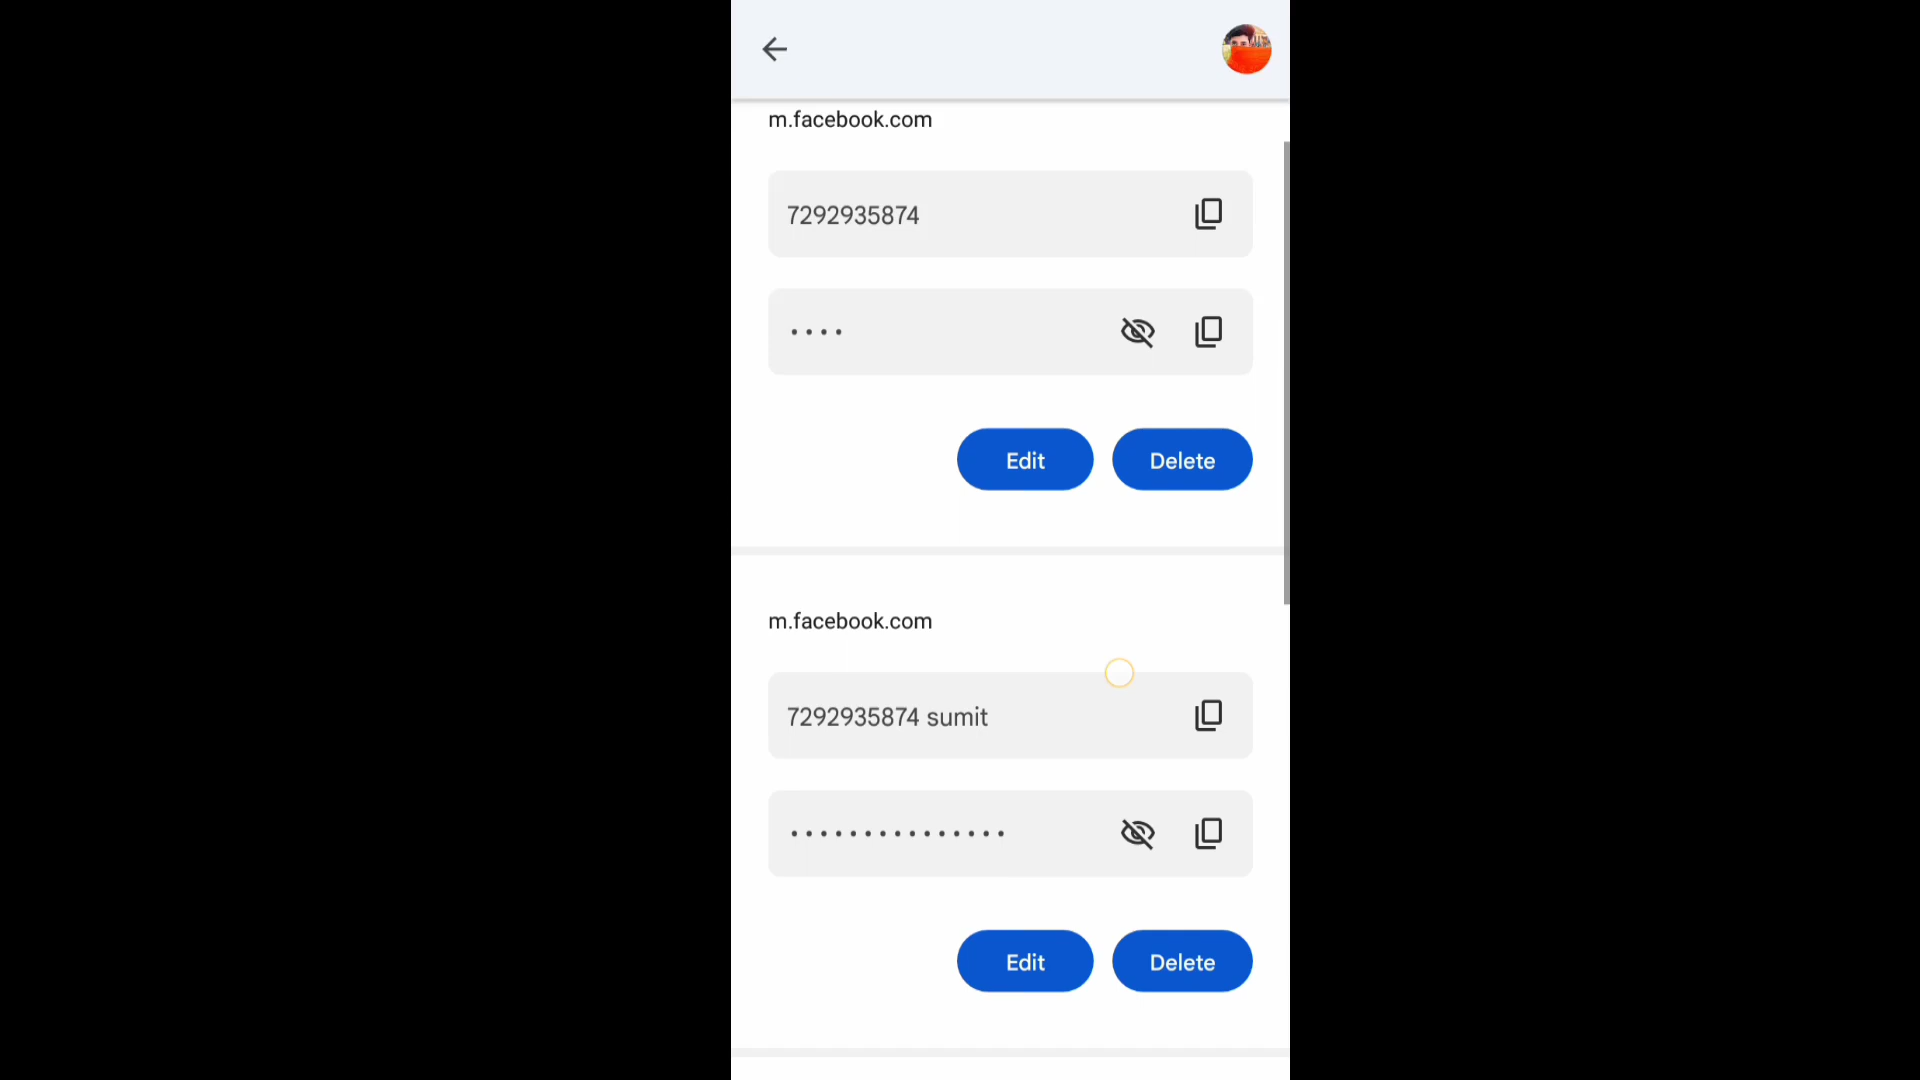 m.facebook.com
7292935874
••••
Edit
Delete
m.facebook.com
7292935874 sumit
•••••••••••••••
Edit
Delete